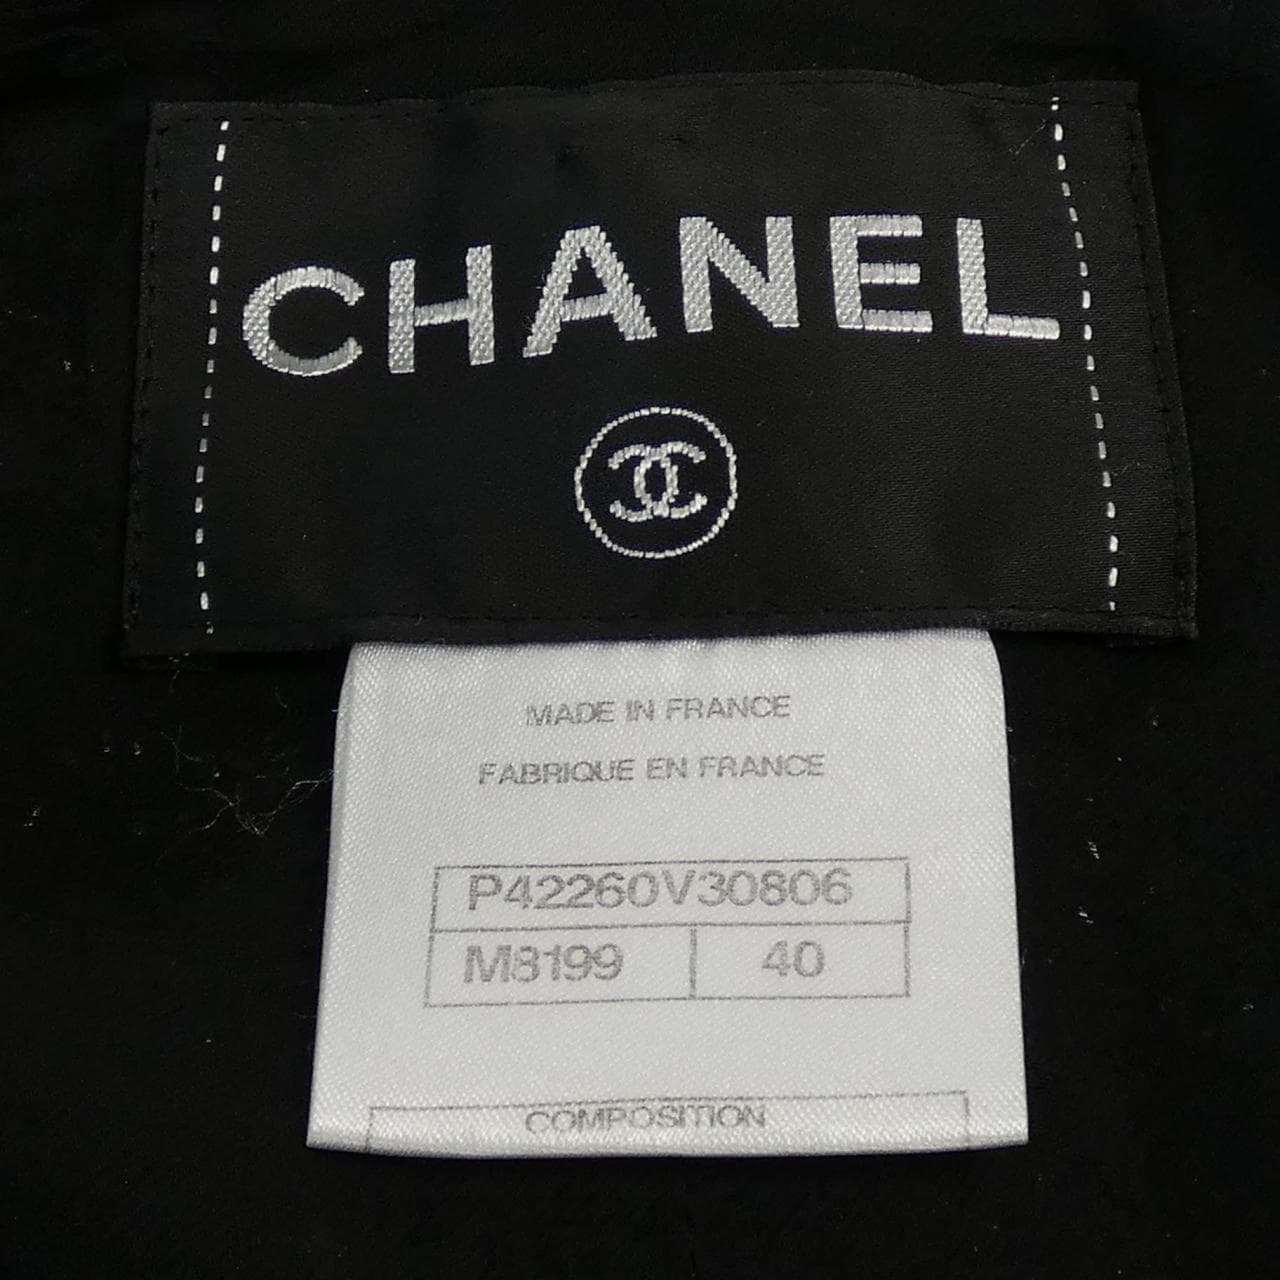 CHANEL
MADE IN FRANCE
FABRIQUE EN FRANCE
P42260V30806
M8199 40
COMPOSITION